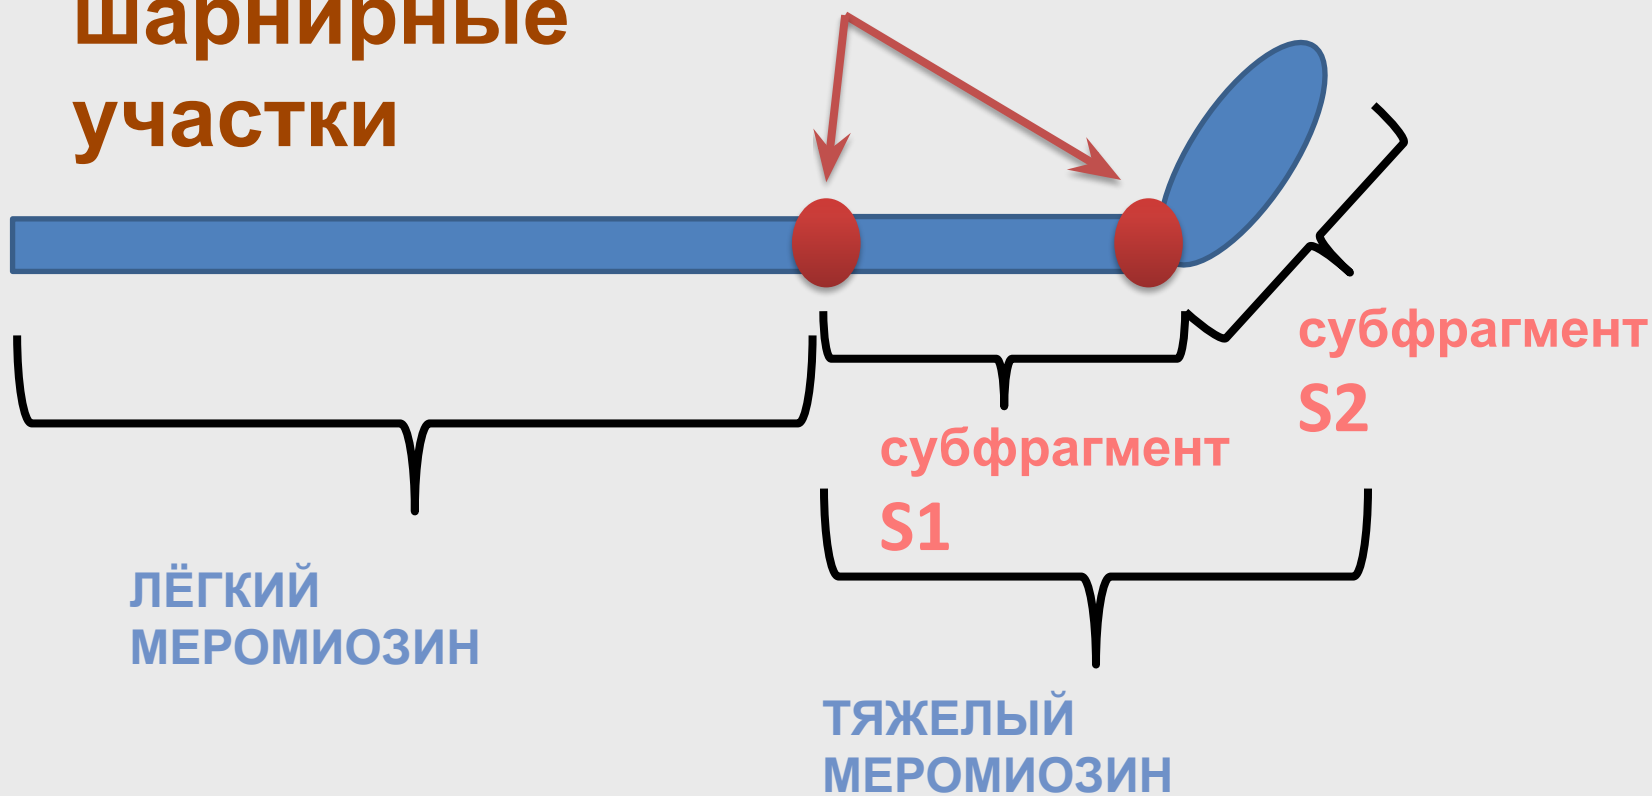 шарнирные
участки
субфрагмент
S2
субфрагмент
S1
ЛЁГКИЙ
МЕРОМИОЗИН
ТЯЖЕЛЫЙ
МЕРОМИОЗИН